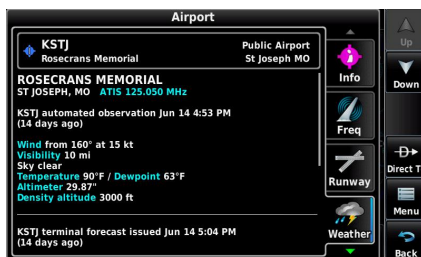 Airport
KSTJ
Public Airport
Rosecrans Memorial
St Joseph MO
ROSECRANS MEMORIAL
ST JOSEPH, MO ATIS 125.050 MHz
KSTJ automated observation Jun 14 4:53 PM
(14 days ago)
Wind from 160° at 15 kt
Visibility 10 mi
Sky clear
Temperature 90°F / Dewpoint 63°F
Altimeter 29.87"
Density altitude 3000 ft
KSTJ terminal forecast issued Jun 14 5:04 PM
(14 days ago)
Info
Freq
Runway
Weather
Up
Down
Direct T
Menu
Back